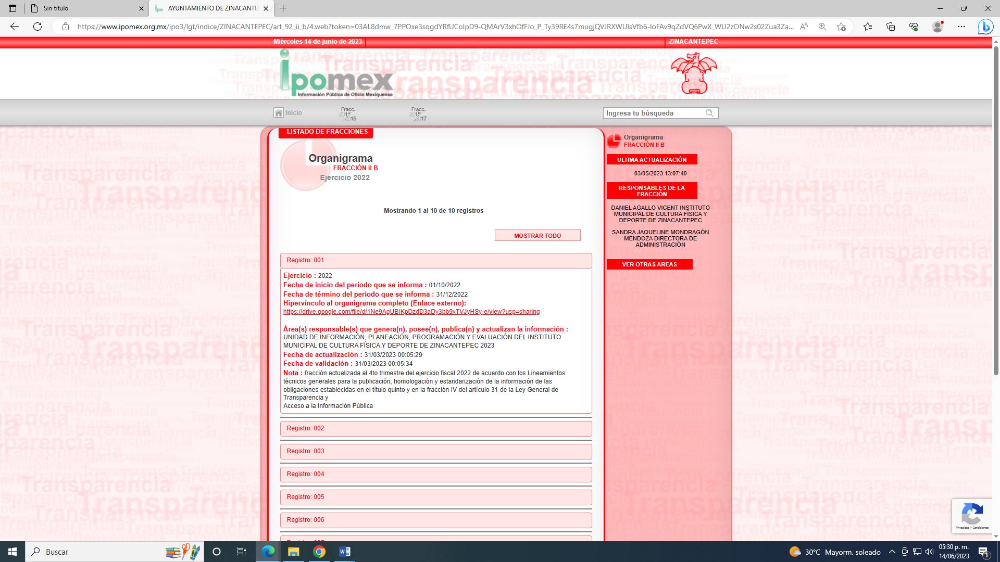 Sin título
AYUNTAMIENTO DE ZINACANTE
https://www.ipomex.org.mx/ipo3/lgt/indice/ZINACANTEPEC/art_92_ii_b/4.web?token=
Miércoles 14 de junio de 2023
ZINACANTEPEC
ipomex
Información Pública de Oficio Mexiquense
Transparencia
Inicio
Fracc.
2015
Fracc.
2017
Ingresa tu búsqueda
LISTADO DE FRACCIONES
Organigrama
FRACCIÓN II B
Ejercicio 2022
Mostrando 1 al 10 de 10 registros
MOSTRAR TODO
Registro: 001
Ejercicio : 2022
Fecha de inicio del periodo que se informa : 01/10/2022
Fecha de término del periodo que se informa : 31/12/2022
Hipervínculo al organigrama completo (Enlace externo):
https://drive.google.com/file/d/1Ne9AgUBIKpDzdD3aDy3bb9xTVJyHSy-e/view?usp=sharing
Área(s) responsable(s) que genera(n), posee(n), publica(n) y actualizan la información :
UNIDAD DE INFORMACIÓN, PLANEACIÓN, PROGRAMACIÓN Y EVALUACIÓN DEL INSTITUTO
MUNICIPAL DE CULTURA FÍSICA Y DEPORTE DE ZINACANTEPEC 2023
Fecha de actualización : 31/03/2023 00:05:29
Fecha de validación : 31/03/2023 00:05:34
Nota : fracción actualizada al 4to trimestre del ejercicio fiscal 2022 de acuerdo con los Lineamientos
técnicos generales para la publicación, homologación y estandarización de la información de las
obligaciones establecidas en el título quinto y en la fracción IV del artículo 31 de la Ley General de
Transparencia y
Acceso a la Información Pública
Registro: 002
Registro: 003
Registro: 004
Registro: 005
Registro: 006
Organigrama
FRACCIÓN II B
ULTIMA ACTUALIZACIÓN
03/05/2023 13:07:40
RESPONSABLES DE LA
FRACCIÓN
DANIEL AGALLO VICENT INSTITUTO
MUNICIPAL DE CULTURA FÍSICA Y
DEPORTE DE ZINACANTEPEC
SANDRA JAQUELINE MONDRAGÓN
MENDOZA DIRECTORA DE
ADMINISTRACIÓN
VER OTRAS AREAS
Privacidad - Condiciones
Buscar
30°C Mayorm. soleado
05:30 p. m.
14/06/2023
1